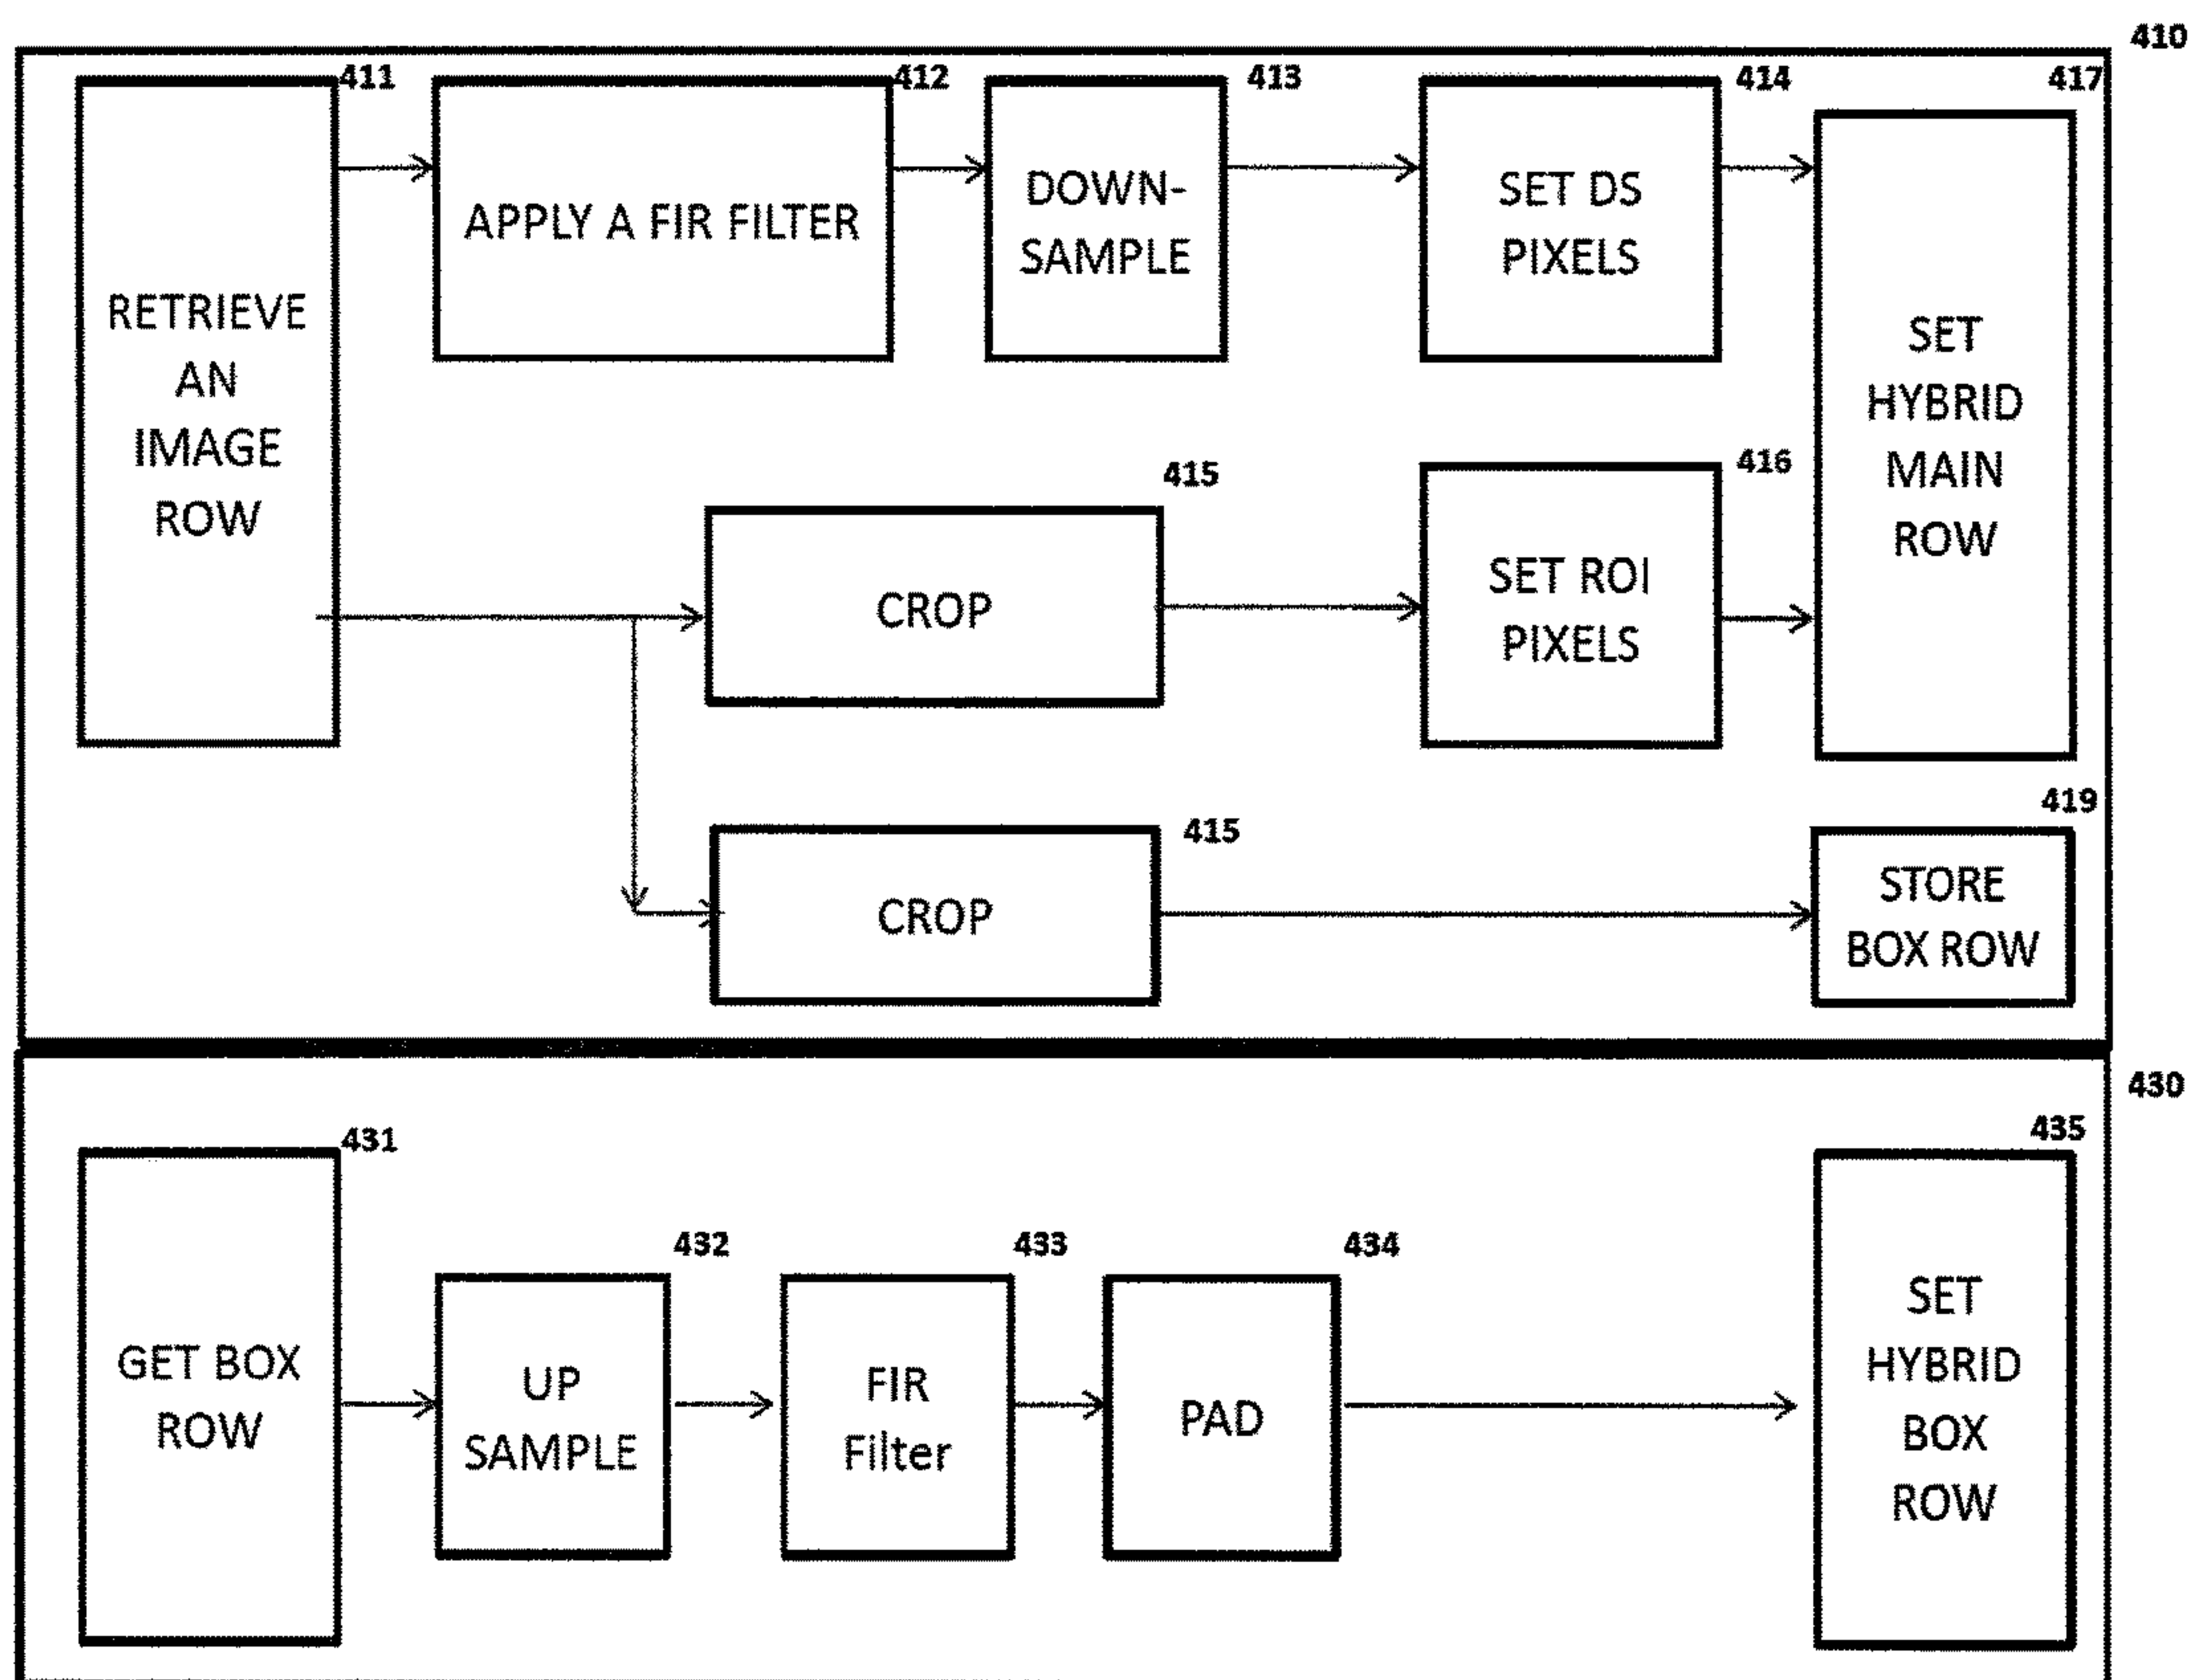 410
411
412
413
414
417
RETRIEVE
AN
IMAGE
ROW
APPLY A FIR FILTER
DOWN-
SAMPLE
SET DS
PIXELS
SET
HYBRID
MAIN
ROW
415
416
CROP
SET ROI
PIXELS
415
419
CROP
STORE
BOX ROW
430
431
432
433
434
435
GET BOX
ROW
UP
SAMPLE
FIR
Filter
PAD
SET
HYBRID
BOX
ROW